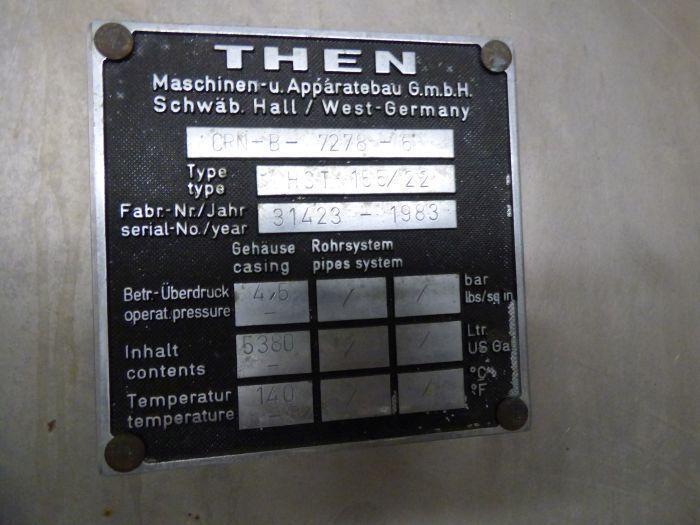 THEN
Maschinen-u. Apparatebau G.m.b.H.
Schwäb. Hall / West-Germany
CRN-B- 7278 - 6
Type
type HST 155/22
Fabr.-Nr./Jahr
serial-No./year 31423 - 1983
Gehäuse Rohrsystem
casing pipes system
Betr.-Überdruck 4,5 / / bar
operat. pressure - lbs/sq in
Inhalt 5380 / / Ltr.
contents - US Ga
Temperatur 140 / / °C
temperature - °F